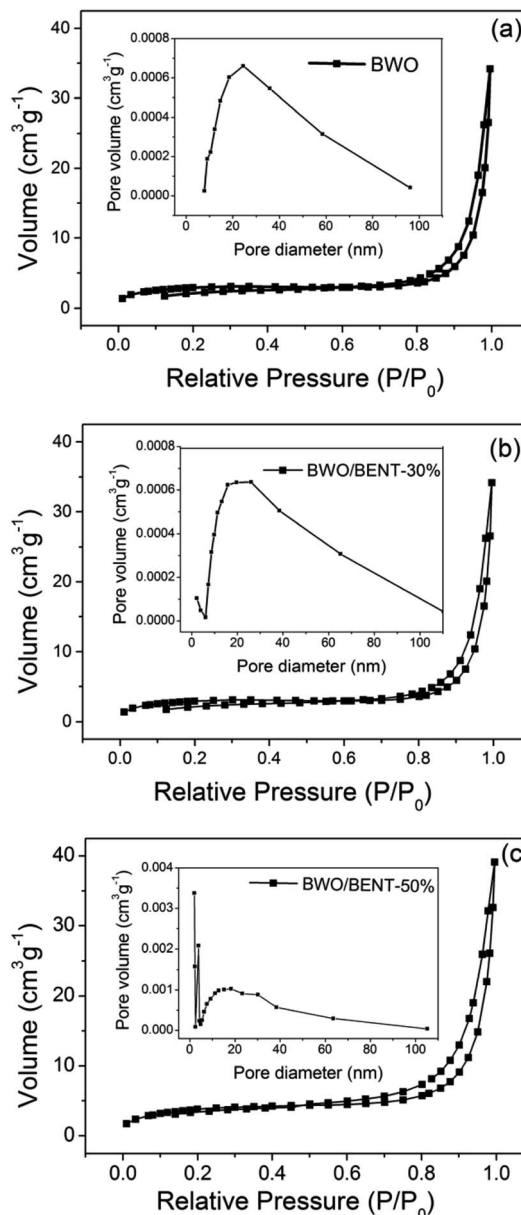 (a)
BWO
Pore volume (cm³g⁻¹)
0.0008
0.0006
0.0004
0.0002
0.0000
0 20 40 60 80 100
Pore diameter (nm)
Volume (cm³g⁻¹)
40
30
20
10
0
0.0 0.2 0.4 0.6 0.8 1.0
Relative Pressure (P/P₀)
(b)
BWO/BENT-30%
Pore volume (cm³g⁻¹)
0.0008
0.0006
0.0004
0.0002
0.0000
0 20 40 60 80 100
Pore diameter (nm)
Volume (cm³g⁻¹)
40
30
20
10
0
0.0 0.2 0.4 0.6 0.8 1.0
Relative Pressure (P/P₀)
(c
BWO/BENT-50%
Pore volume (cm³g⁻¹)
0.004
0.003
0.002
0.001
0.000
0 20 40 60 80 100
Pore diameter (nm)
Volume (cm³g⁻¹)
40
30
20
10
0
0.0 0.2 0.4 0.6 0.8 1.0
Relative Pressure (P/P₀)